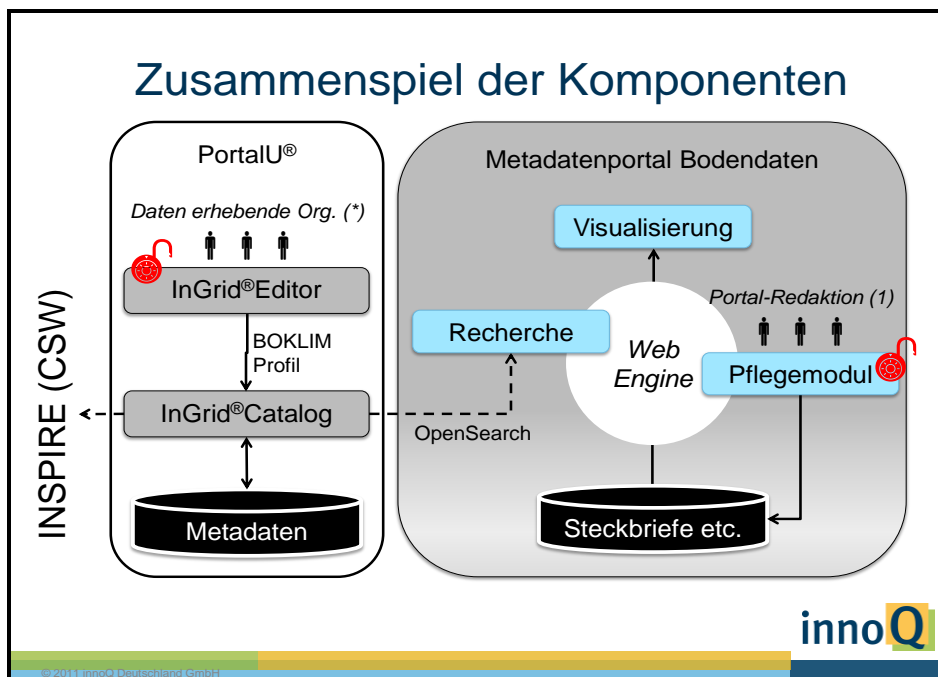 Zusammenspiel der Komponenten
PortalU®
Daten erhebende Org. (*)
InGrid®Editor
BOKLIM
Profil
InGrid®Catalog
Metadaten
INSPIRE (CSW)
OpenSearch
Metadatenportal Bodendaten
Visualisierung
Recherche
Web
Engine
Portal-Redaktion (1)
Pflegemodul
Steckbriefe etc.
innoQ
© 2011 innoQ Deutschland GmbH